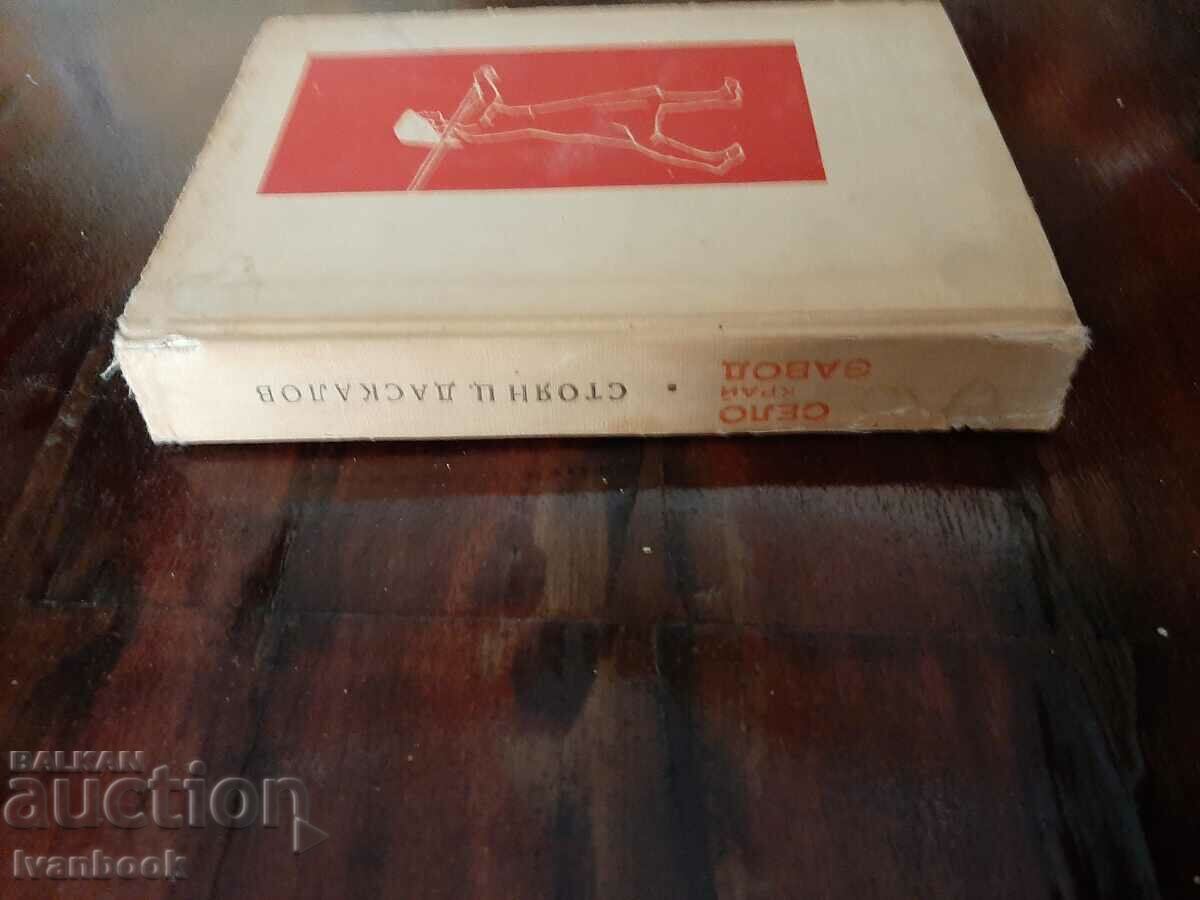 СЕЛО
КРАЙ
ЗАВОД
• СТОЯН Ц. ДАСКАЛОВ
BALKAN
auction
Ivanbook